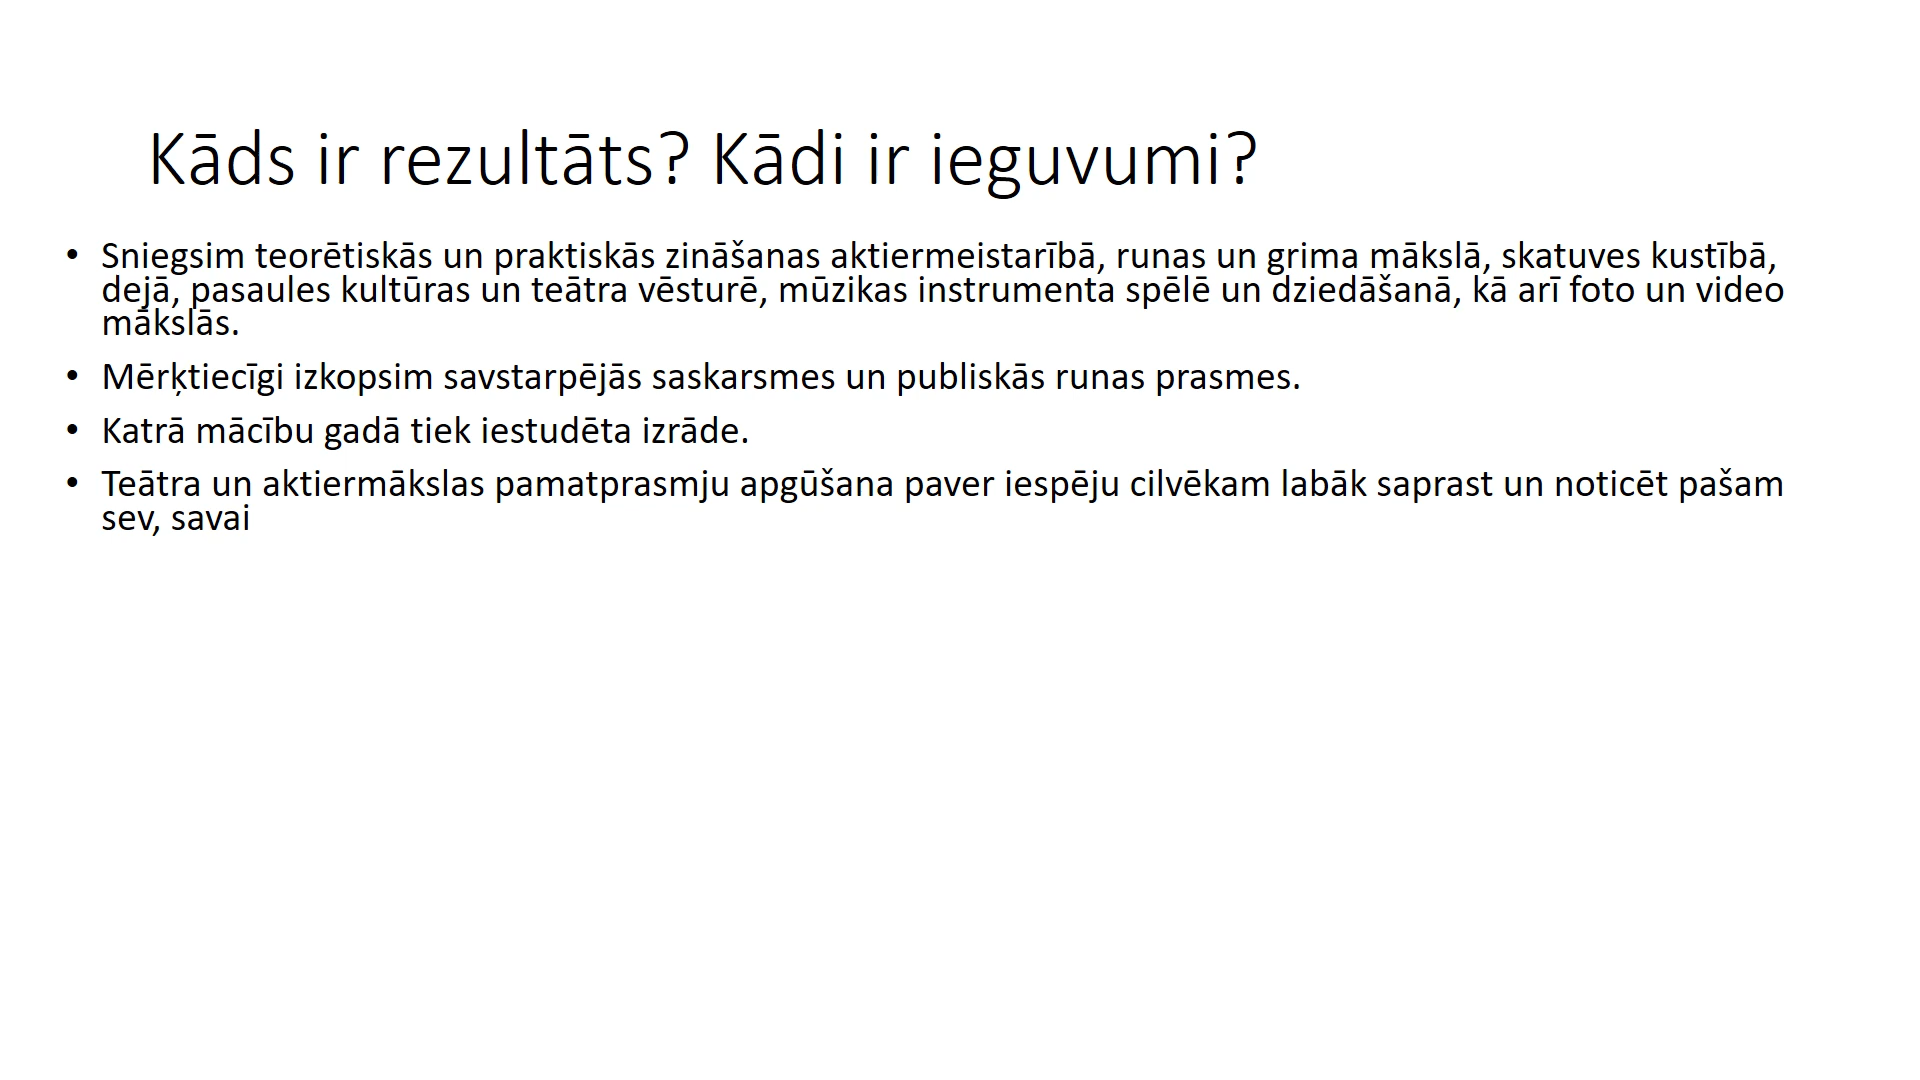 Kāds ir rezultāts? Kādi ir ieguvumi?
• Sniegsim teorētiskās un praktiskās zināšanas aktiermeistarībā, runas un grima mākslā, skatuves kustībā,
dejā, pasaules kultūras un teātra vēsturē, mūzikas instrumenta spēlē un dziedāšanā, kā arī foto un video
mākslās.
• Mērķtiecīgi izkopsim savstarpējās saskarsmes un publiskās runas prasmes.
• Katrā mācību gadā tiek iestudēta izrāde.
• Teātra un aktiermākslas pamatprasmju apgūšana paver iespēju cilvēkam labāk saprast un noticēt pašam
sev, savai